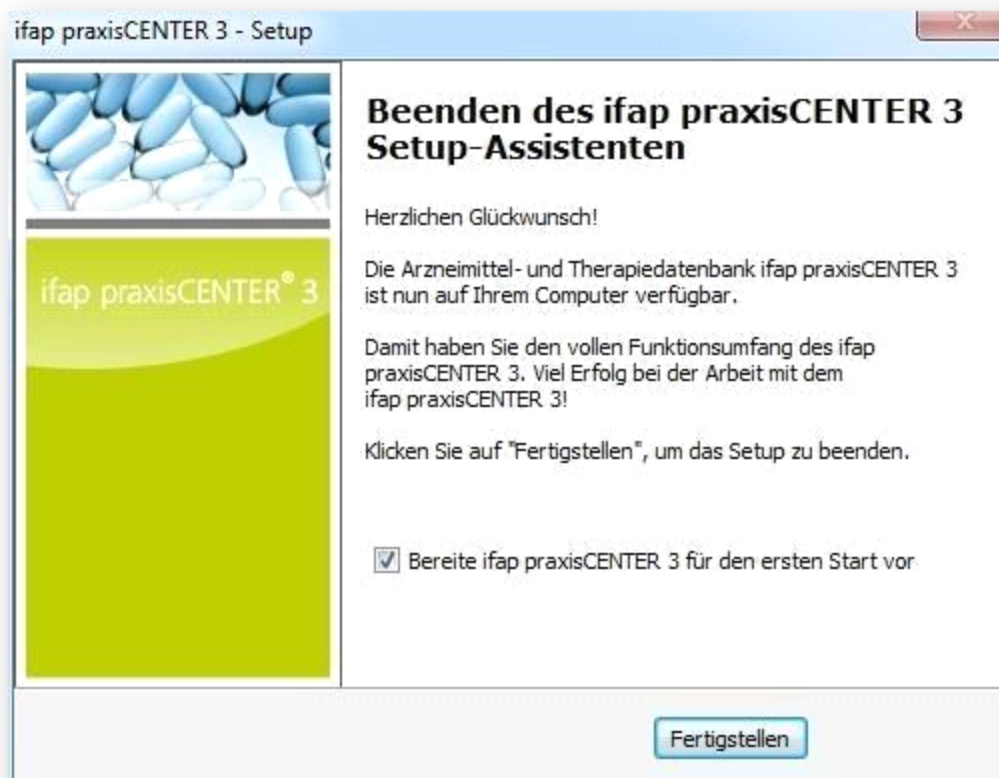 ifap praxisCENTER 3 - Setup
ifap praxisCENTER® 3
Beenden des ifap praxisCENTER 3
Setup-Assistenten
Herzlichen Glückwunsch!
Die Arzneimittel- und Therapiedatenbank ifap praxisCENTER 3
ist nun auf Ihrem Computer verfügbar.
Damit haben Sie den vollen Funktionsumfang des ifap
praxisCENTER 3. Viel Erfolg bei der Arbeit mit dem
ifap praxisCENTER 3!
Klicken Sie auf "Fertigstellen", um das Setup zu beenden.
Bereite ifap praxisCENTER 3 für den ersten Start vor
Fertigstellen